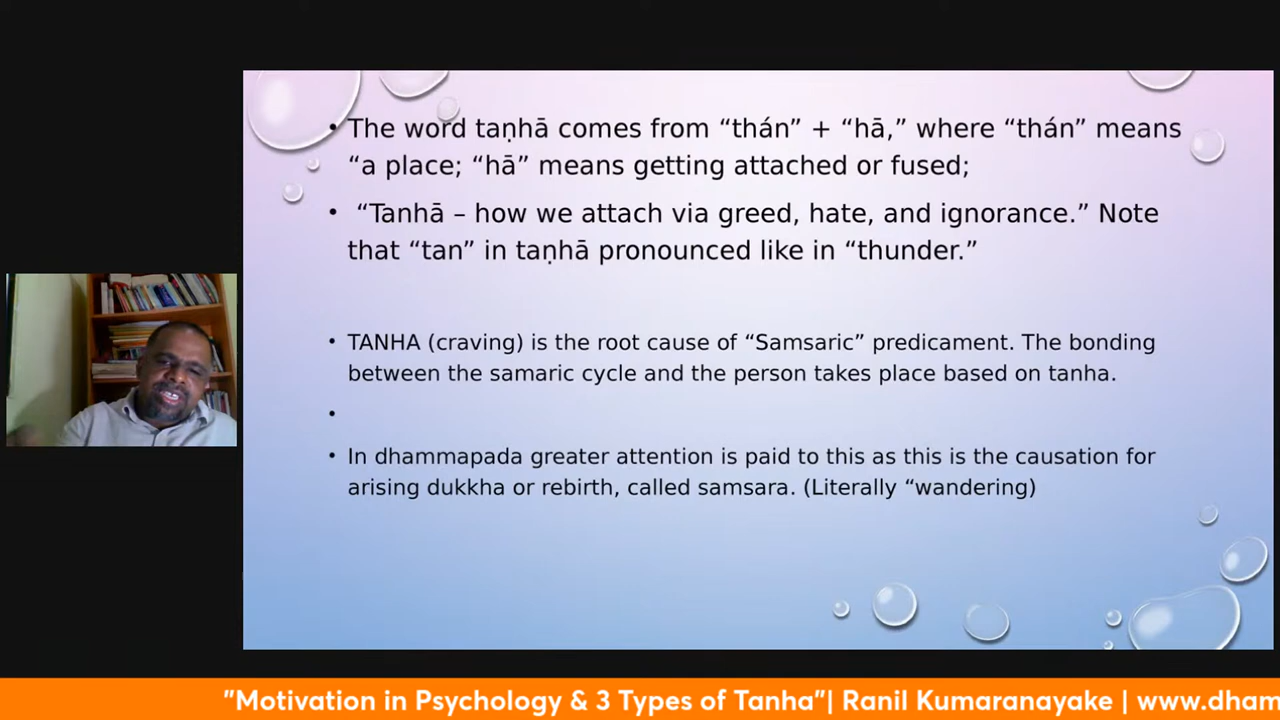 • The word taṇhā comes from “thán” + “hā,” where “thán” means
“a place; “hā” means getting attached or fused;
• “Tanhā – how we attach via greed, hate, and ignorance.” Note
that “tan” in taṇhā pronounced like in “thunder.”
• TANHA (craving) is the root cause of “Samsaric” predicament. The bonding
between the samaric cycle and the person takes place based on tanha.
•
• In dhammapada greater attention is paid to this as this is the causation for
arising dukkha or rebirth, called samsara. (Literally “wandering)
"Motivation in Psychology & 3 Types of Tanha"| Ranil Kumaranayake | www.dham